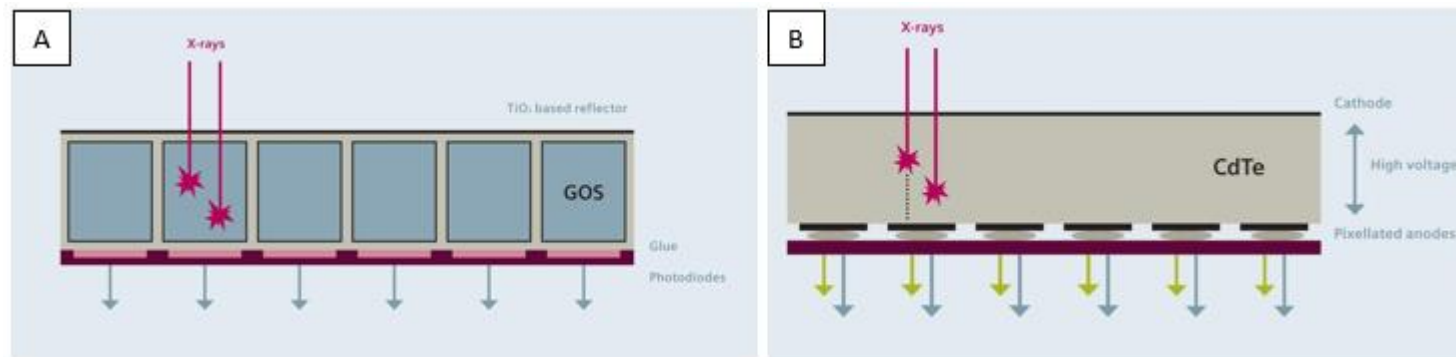 A
X-rays
TiO₂ based reflector
GOS
Glue
Photodiodes
B
X-rays
Cathode
High voltage
CdTe
Pixellated anodes